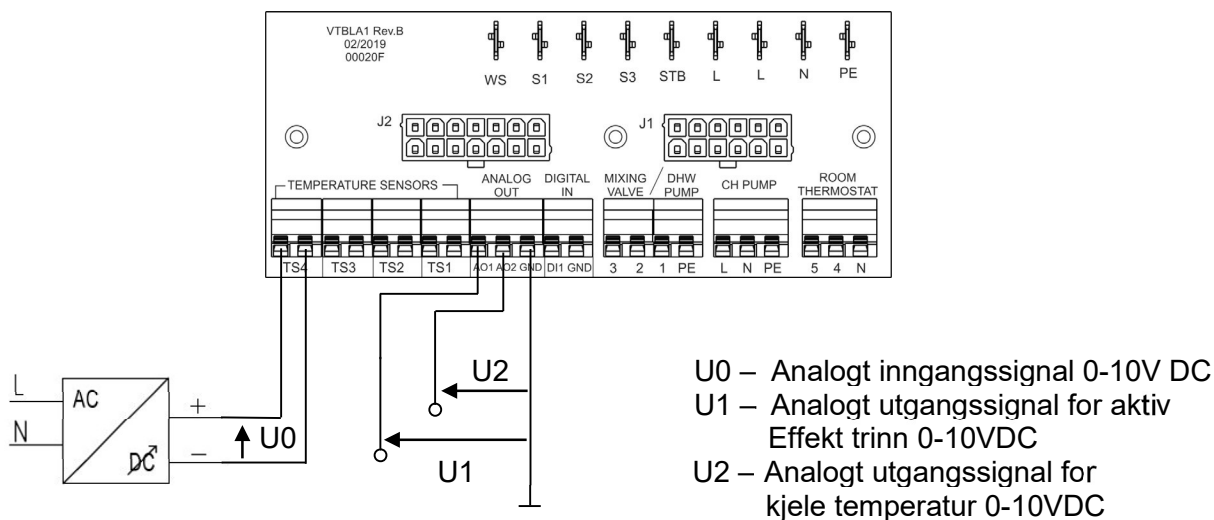 VTBLA1 Rev.B
02/2019
00020F
WS S1 S2 S3 STB L L N PE
J2 J1
TEMPERATURE SENSORS
ANALOG
OUT
DIGITAL
IN
MIXING
VALVE
/
DHW
PUMP
CH PUMP
ROOM
THERMOSTAT
TS4 TS3 TS2 TS1 AO1 AO2 GND DI1 GND 3 2 1 PE L N PE 5 4 N
U2
U1
L
N
AC
DC
+
−
U0
U0 – Analogt inngangssignal 0-10V DC
U1 – Analogt utgangssignal for aktiv
Effekt trinn 0-10VDC
U2 – Analogt utgangssignal for
kjele temperatur 0-10VDC